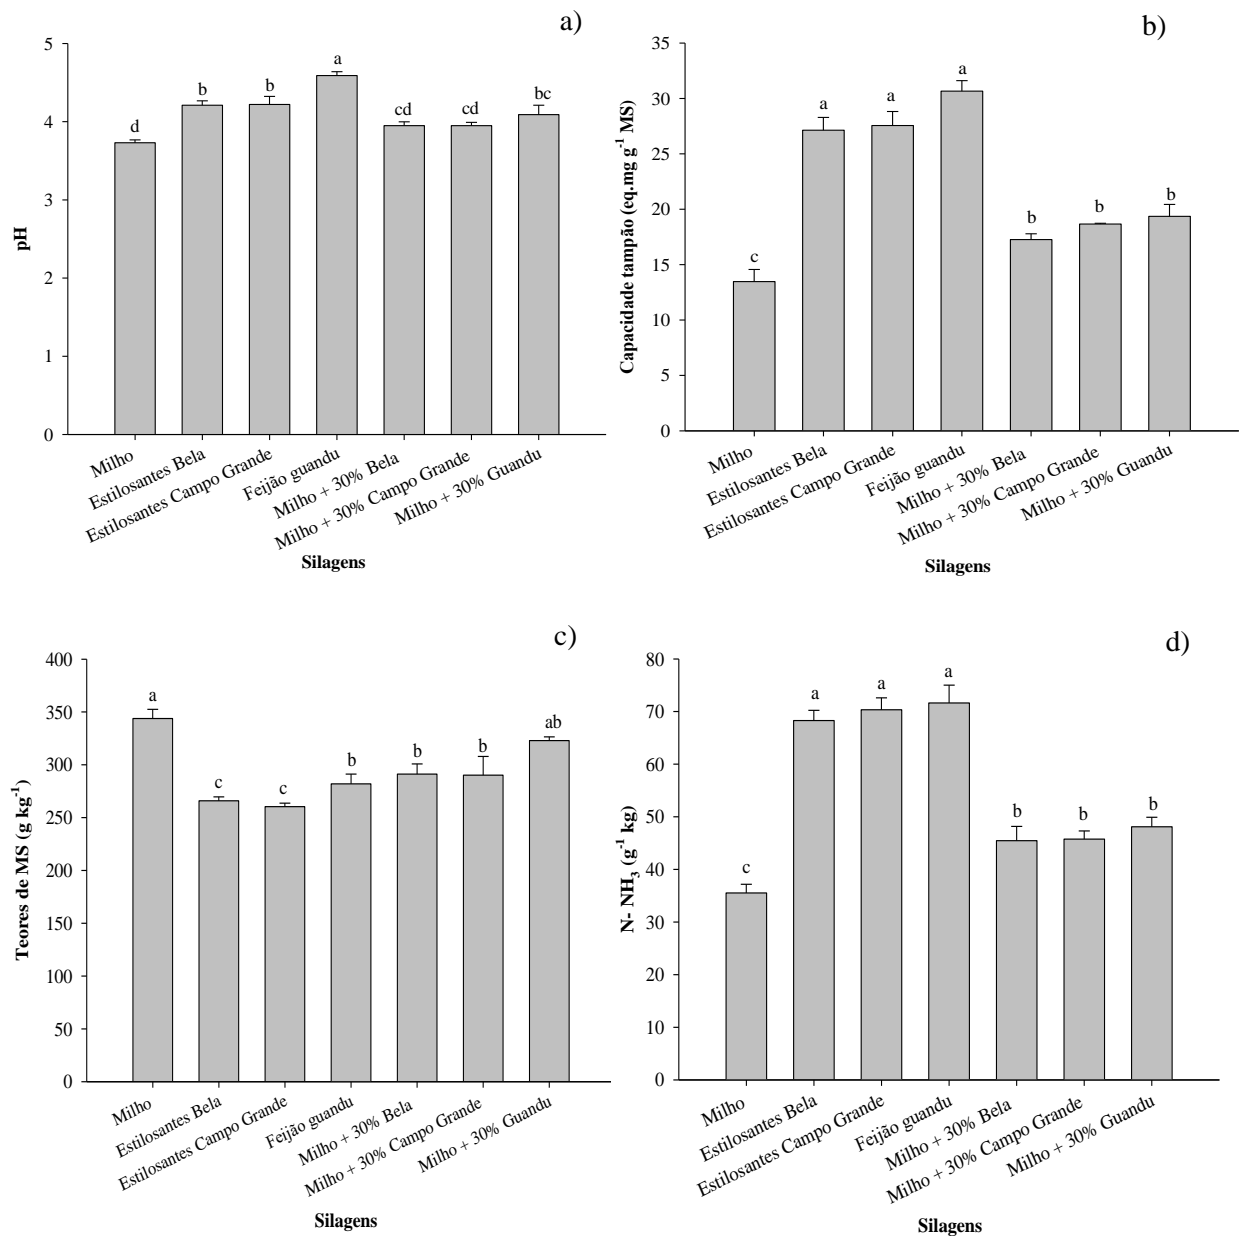 a)
5
4
3
2
1
0
pH
d
b
b
a
cd
cd
bc
Milho
Estilosantes Bela
Estilosantes Campo Grande
Feijão guandu
Milho + 30% Bela
Milho + 30% Campo Grande
Milho + 30% Guandu
Silagens
b)
35
30
25
20
15
10
5
0
Capacidade tampão (eq.mg g⁻¹ MS)
c
a
a
a
b
b
b
Milho
Estilosantes Bela
Estilosantes Campo Grande
Feijão guandu
Milho + 30% Bela
Milho + 30% Campo Grande
Milho + 30% Guandu
Silagens
c)
400
350
300
250
200
150
100
50
0
Teores de MS (g kg⁻¹)
a
c
c
b
b
b
ab
Milho
Estilosantes Bela
Estilosantes Campo Grande
Feijão guandu
Milho + 30% Bela
Milho + 30% Campo Grande
Milho + 30% Guandu
Silagens
d)
80
70
60
50
40
30
20
10
0
N- NH₃ (g⁻¹ kg)
c
a
a
a
b
b
b
Milho
Estilosantes Bela
Estilosantes Campo Grande
Feijão guandu
Milho + 30% Bela
Milho + 30% Campo Grande
Milho + 30% Guandu
Silagens